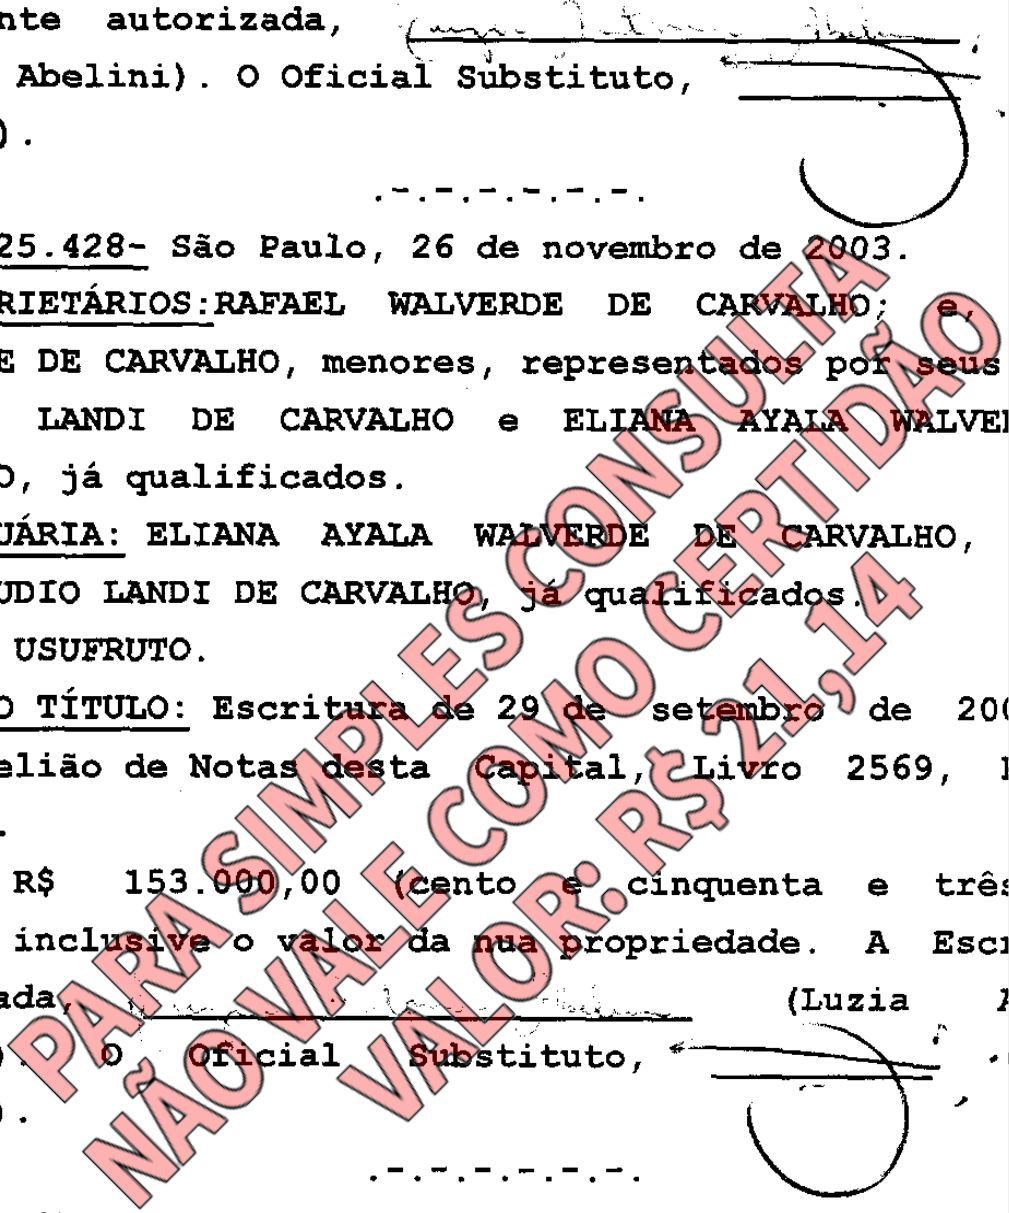 nte autorizada,
Abelini). O Oficial Substituto,
).
.-.-.-.-.-.-.
25.428- São Paulo, 26 de novembro de 2003.
RIETÁRIOS:RAFAEL WALVERDE DE CARVALHO; e,
E DE CARVALHO, menores, representados por seus
LANDI DE CARVALHO e ELIANA AYALA WALVE
O, já qualificados.
UÁRIA: ELIANA AYALA WALVERDE DE CARVALHO,
UDIO LANDI DE CARVALHO, já qualificados.
USUFRUTO.
O TÍTULO: Escritura de 29 de setembro de 200
elião de Notas desta Capital, Livro 2569,
.
R$ 153.000,00 (cento e cinquenta e três
inclusive o valor da nua propriedade. A Escr
ada, (Luzia A
). O Oficial Substituto,
).
.-.-.-.-.-.-.
PARA SIMPLES CONSULTA
NÃO VALE COMO CERTIDÃO
VALOR: R$ 21,14